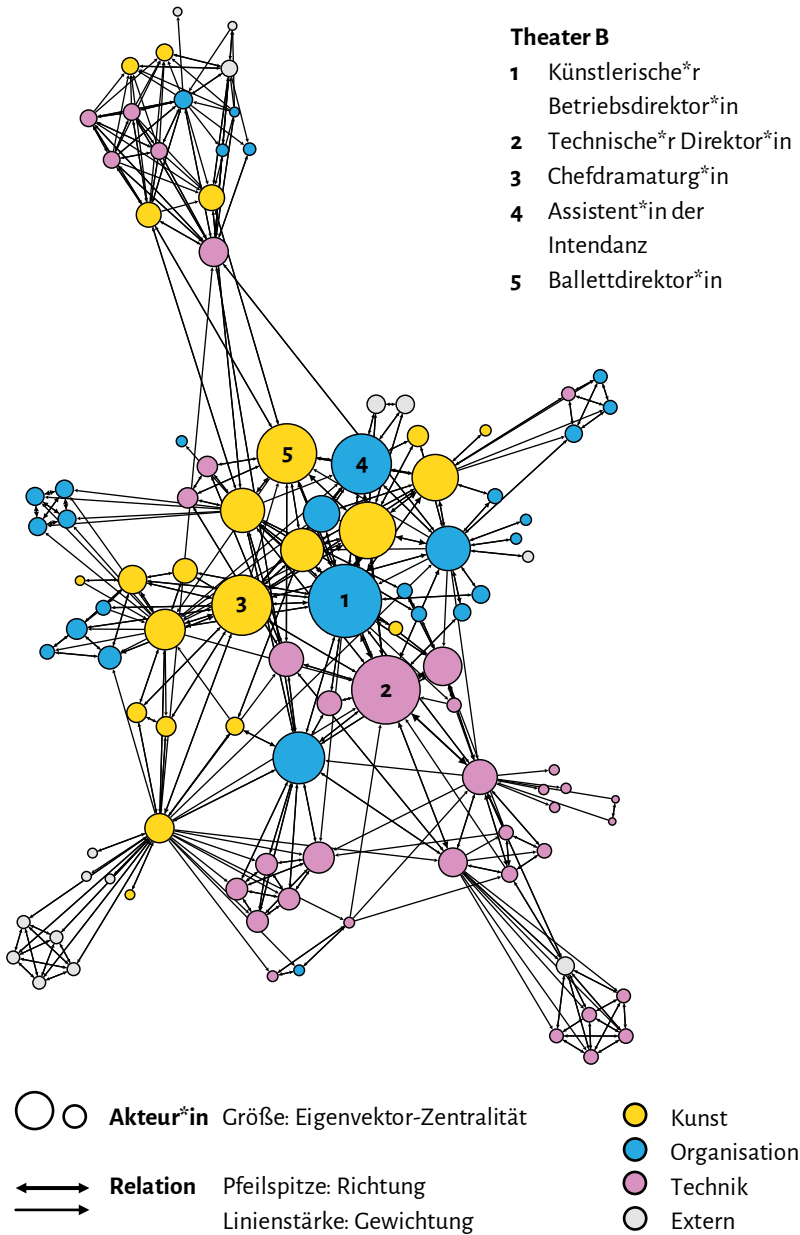 Theater B
1 Künstlerische*r
Betriebsdirektor*in
2 Technische*r Direktor*in
3 Chefdramaturg*in
4 Assistent*in der
Intendanz
5 Ballettdirektor*in
5
4
3
1
2
Akteur*in Größe: Eigenvektor-Zentralität
Relation Pfeilspitze: Richtung
Linienstärke: Gewichtung
Kunst
Organisation
Technik
Extern